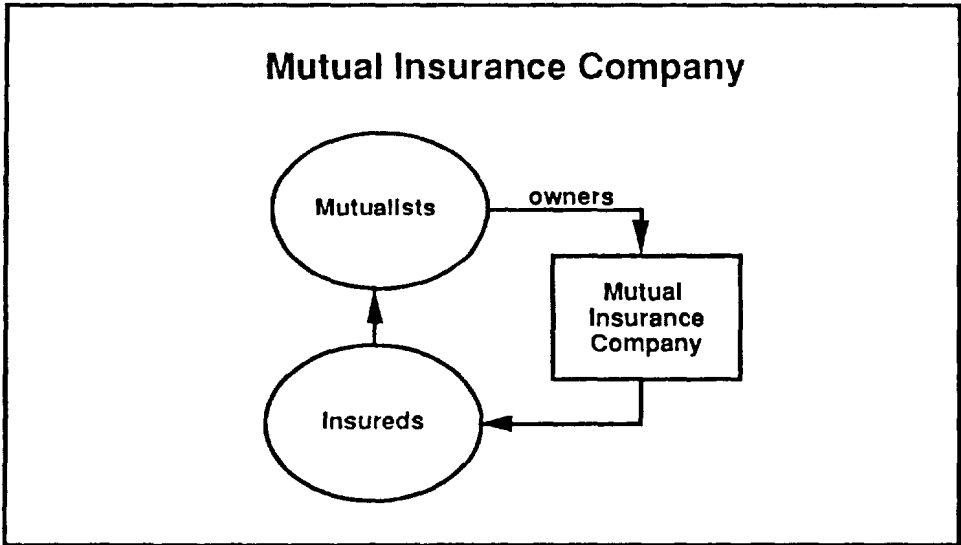 Mutual Insurance Company
Mutualists
owners
Mutual
Insurance
Company
Insureds